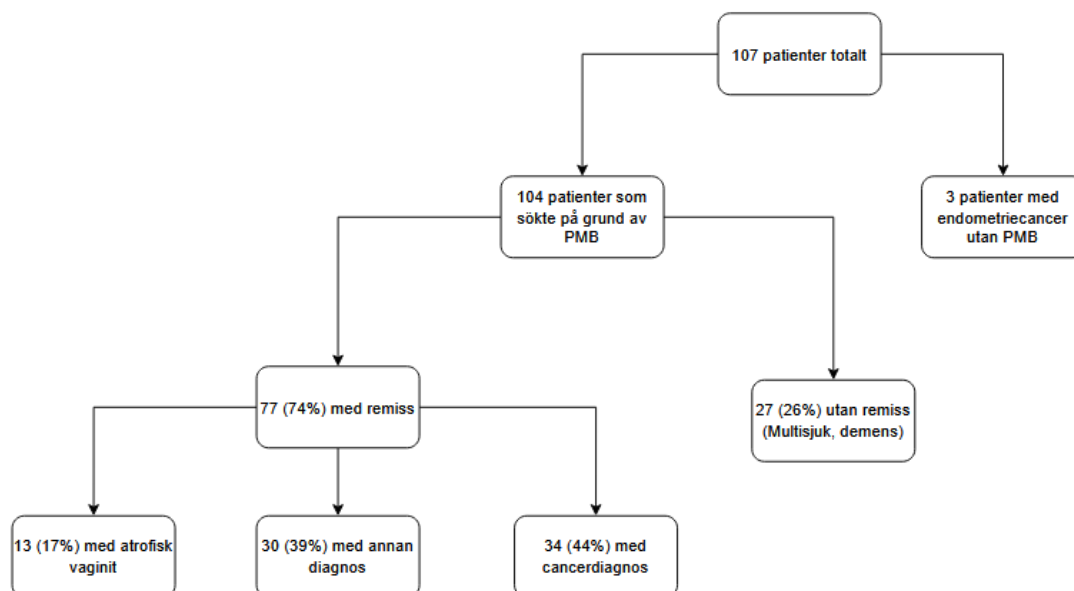 107 patienter totalt
104 patienter som
sökte på grund av
PMB
3 patienter med
endometriecancer
utan PMB
77 (74%) med remiss
27 (26%) utan remiss
(Multisjuk, demens)
13 (17%) med atrofisk
vaginit
30 (39%) med annan
diagnos
34 (44%) med
cancerdiagnos